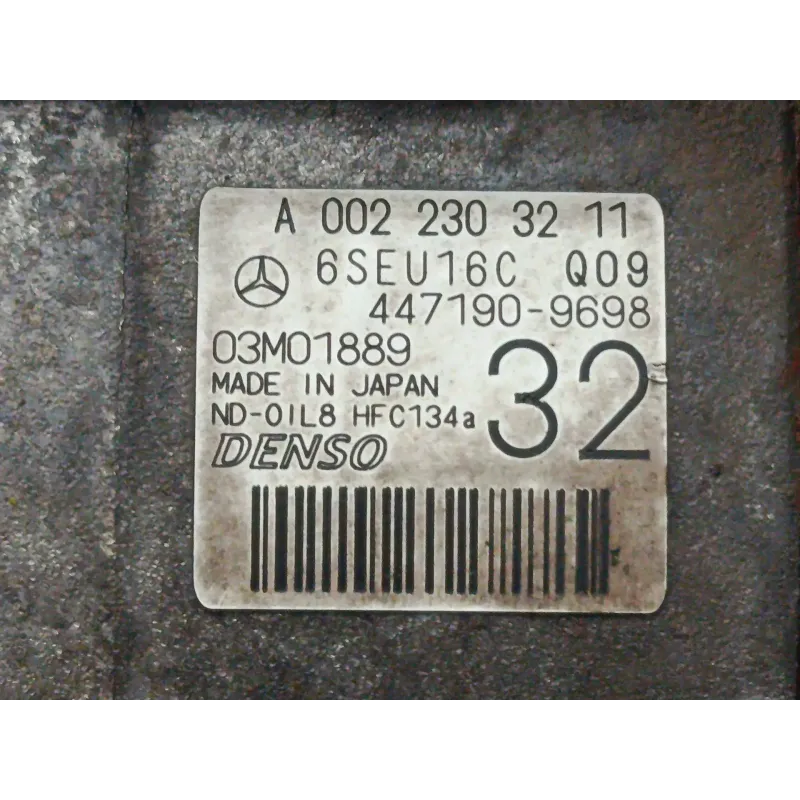 A 002 230 32 11
6SEU16C Q09
447190-9698
03M01889
32
MADE IN JAPAN
ND-OIL8 HFC134a
DENSO